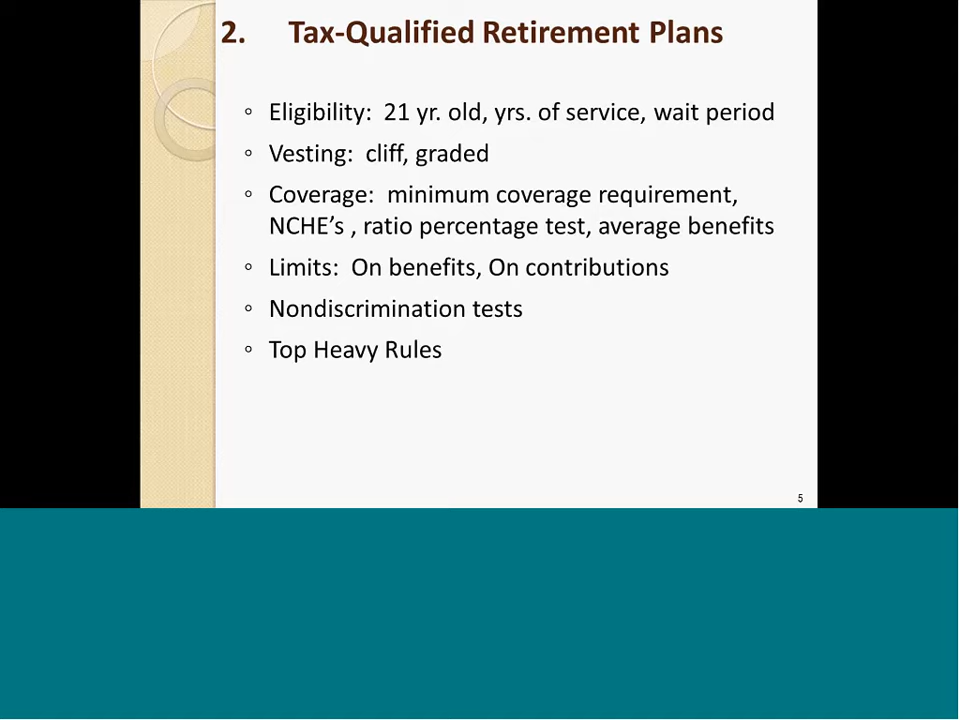 2. Tax-Qualified Retirement Plans
◦ Eligibility: 21 yr. old, yrs. of service, wait period
◦ Vesting: cliff, graded
◦ Coverage: minimum coverage requirement,
NCHE’s , ratio percentage test, average benefits
◦ Limits: On benefits, On contributions
◦ Nondiscrimination tests
◦ Top Heavy Rules
5